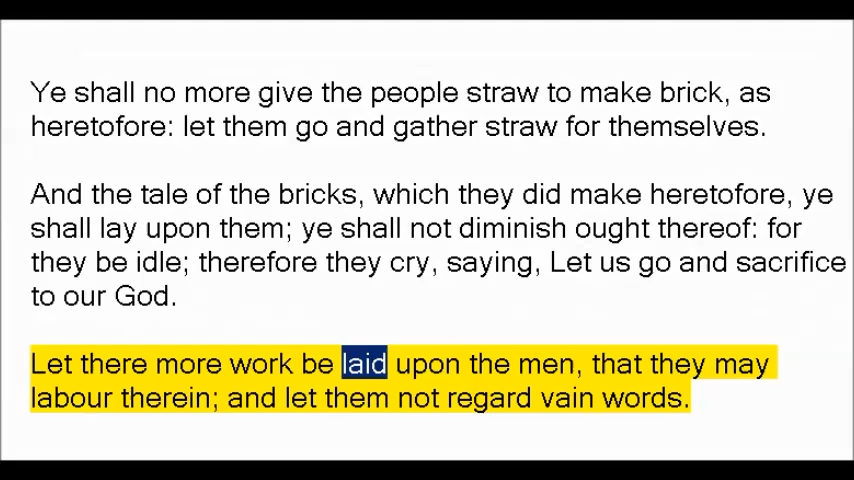 Ye shall no more give the people straw to make brick, as
heretofore: let them go and gather straw for themselves.
And the tale of the bricks, which they did make heretofore, ye
shall lay upon them; ye shall not diminish ought thereof: for
they be idle; therefore they cry, saying, Let us go and sacrifice
to our God.
Let there more work be laid upon the men, that they may
labour therein; and let them not regard vain words.